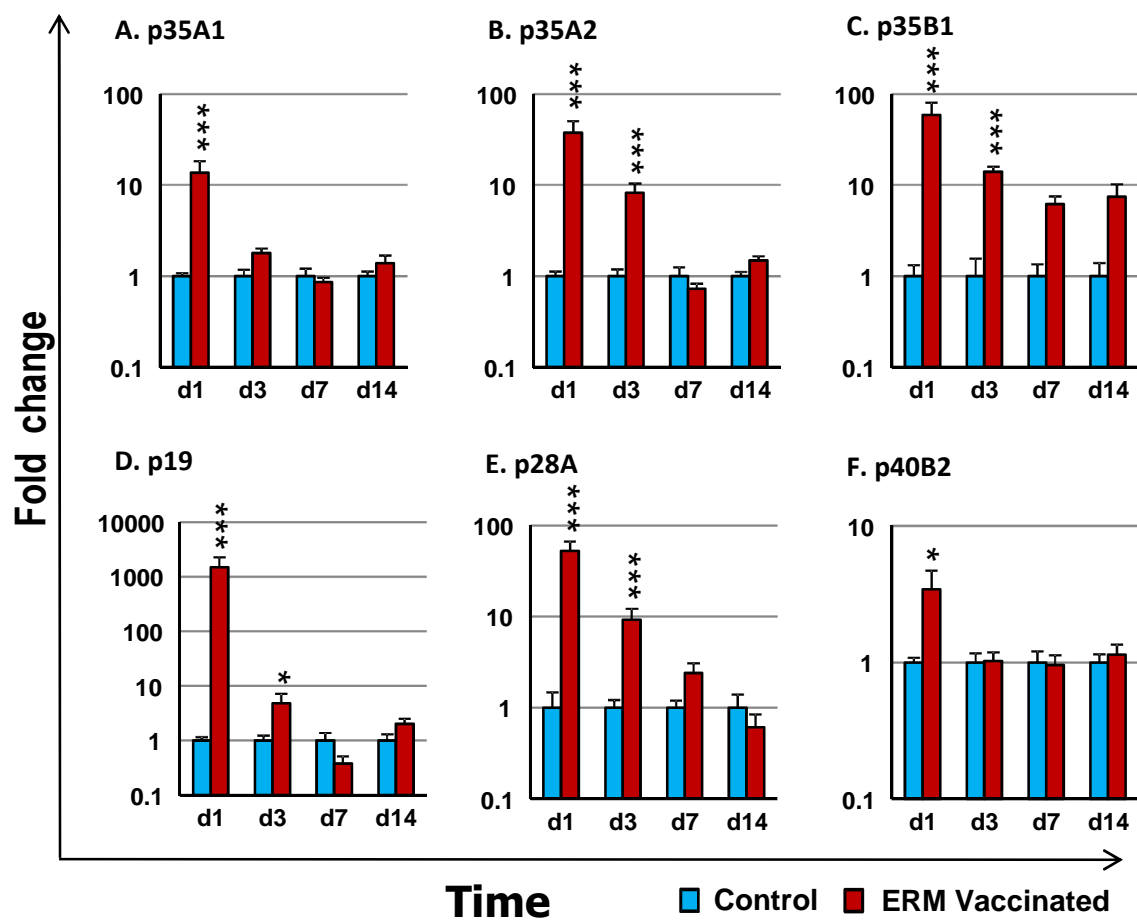 A. p35A1
B. p35A2
C. p35B1
***
***
***
***
***
100
10
1
0.1
100
10
1
0.1
100
10
1
0.1
d1 d3 d7 d14
d1 d3 d7 d14
d1 d3 d7 d14
Fold change
D. p19
E. p28A
F. p40B2
***
*
***
***
*
10000
1000
100
10
1
0.1
100
10
1
0.1
10
1
0.1
d1 d3 d7 d14
d1 d3 d7 d14
d1 d3 d7 d14
Time
Control
ERM Vaccinated